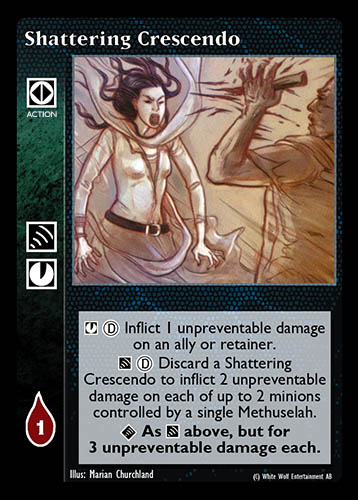 Shattering Crescendo
ACTION
D Inflict 1 unpreventable damage
on an ally or retainer.
D Discard a Shattering
Crescendo to inflict 2 unpreventable
damage on each of up to 2 minions
controlled by a single Methuselah.
As above, but for
3 unpreventable damage each.
1
Illus: Marian Churchland
(C) White Wolf Entertainment AB